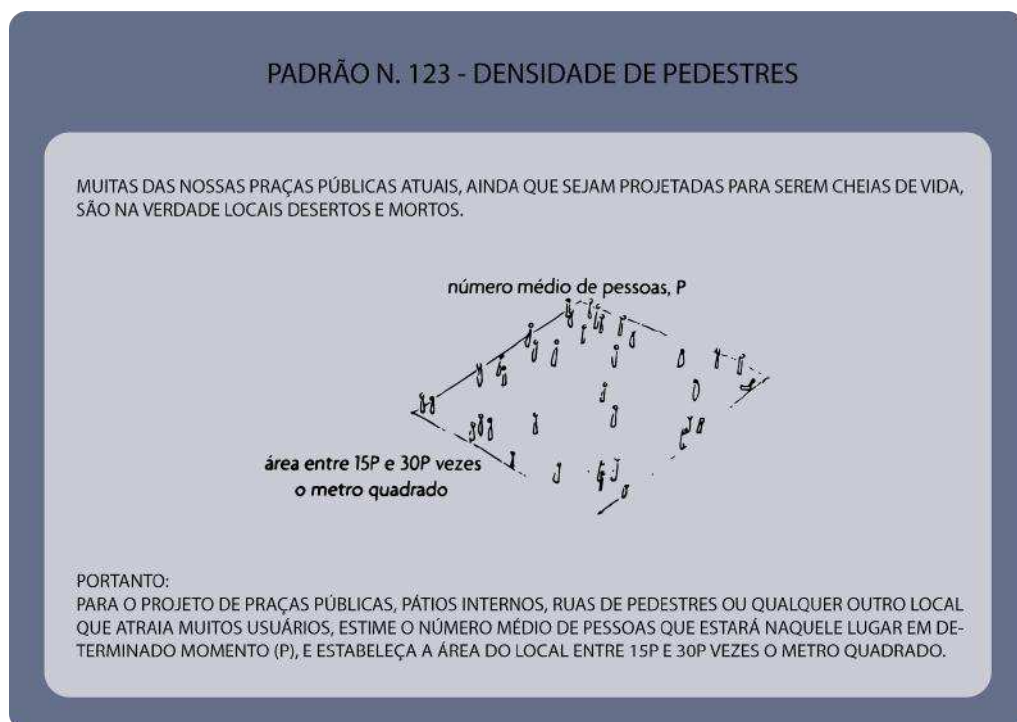 PADRÃO N. 123 - DENSIDADE DE PEDESTRES
MUITAS DAS NOSSAS PRAÇAS PÚBLICAS ATUAIS, AINDA QUE SEJAM PROJETADAS PARA SEREM CHEIAS DE VIDA,
SÃO NA VERDADE LOCAIS DESERTOS E MORTOS.
número médio de pessoas, P
área entre 15P e 30P vezes
o metro quadrado
PORTANTO:
PARA O PROJETO DE PRAÇAS PÚBLICAS, PÁTIOS INTERNOS, RUAS DE PEDESTRES OU QUALQUER OUTRO LOCAL
QUE ATRAIA MUITOS USUÁRIOS, ESTIME O NÚMERO MÉDIO DE PESSOAS QUE ESTARÁ NAQUELE LUGAR EM DE-
TERMINADO MOMENTO (P), E ESTABELEÇA A ÁREA DO LOCAL ENTRE 15P E 30P VEZES O METRO QUADRADO.